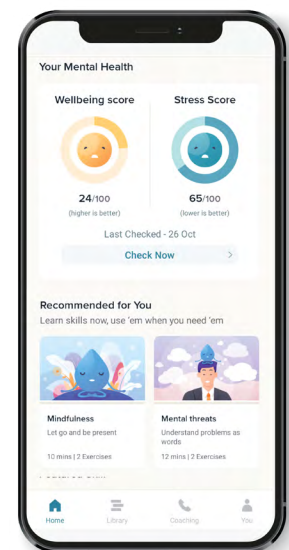 Your Mental Health
Wellbeing score
Stress Score
24/100
65/100
(higher is better)
(lower is better)
Last Checked - 26 Oct
Check Now
Recommended for You
Learn skills now, use 'em when you need 'em
Mindfulness
Let go and be present
10 mins | 2 Exercises
Mental threats
Understand problems as
words
12 mins | 2 Exercises
Home
Library
Coaching
You